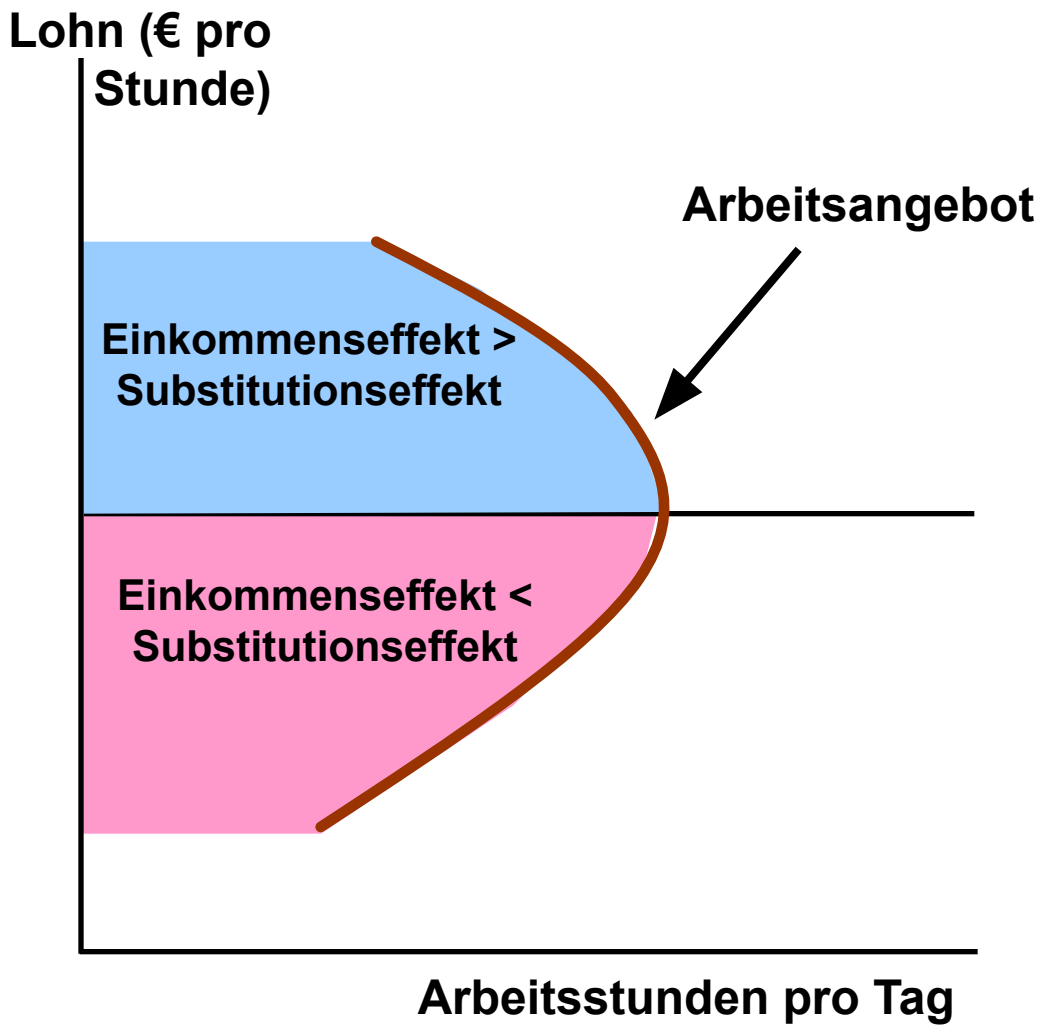 Lohn (€ pro
Stunde)
Arbeitsangebot
Einkommenseffekt >
Substitutionseffekt
Einkommenseffekt <
Substitutionseffekt
Arbeitsstunden pro Tag